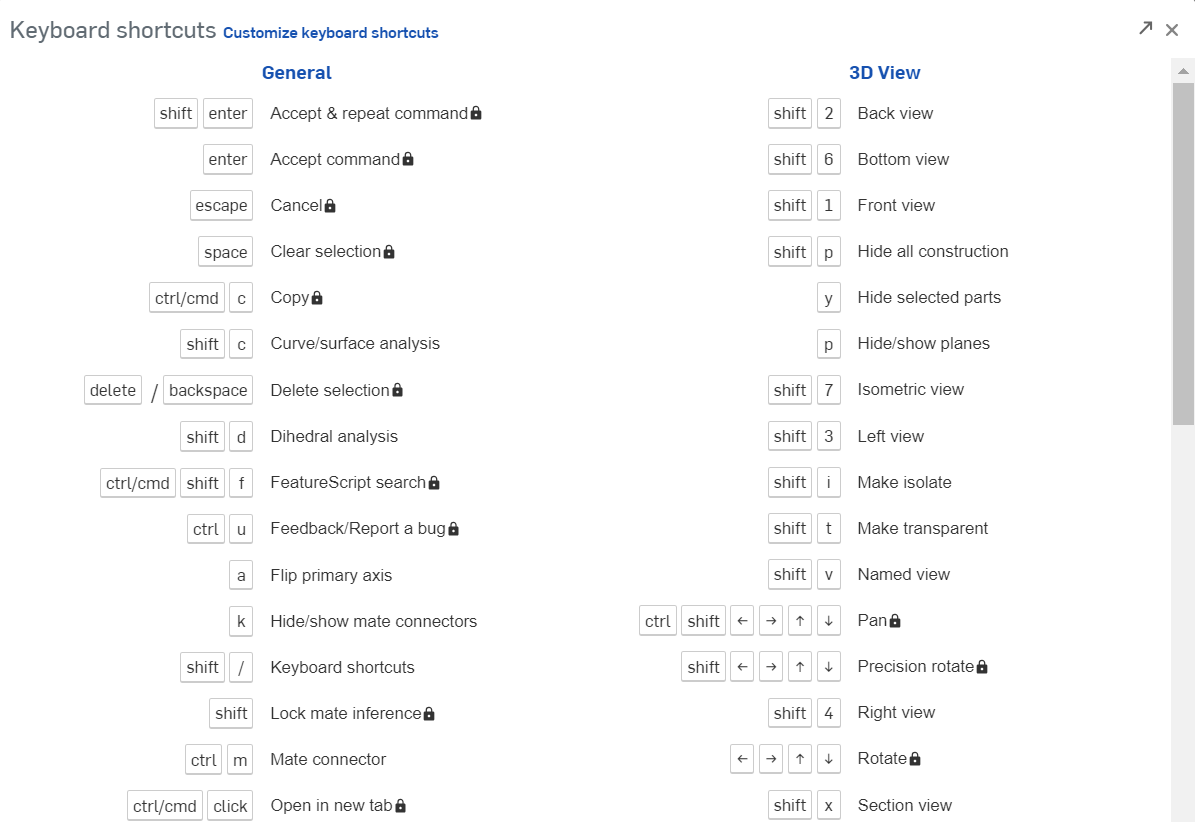 Keyboard shortcuts Customize keyboard shortcuts
General
shift enter Accept & repeat command
enter Accept command
escape Cancel
space Clear selection
ctrl/cmd c Copy
shift c Curve/surface analysis
delete / backspace Delete selection
shift d Dihedral analysis
ctrl/cmd shift f FeatureScript search
ctrl u Feedback/Report a bug
a Flip primary axis
k Hide/show mate connectors
shift / Keyboard shortcuts
shift Lock mate inference
ctrl m Mate connector
ctrl/cmd click Open in new tab
3D View
shift 2 Back view
shift 6 Bottom view
shift 1 Front view
shift p Hide all construction
y Hide selected parts
p Hide/show planes
shift 7 Isometric view
shift 3 Left view
shift i Make isolate
shift t Make transparent
shift v Named view
ctrl shift ← → ↑ ↓ Pan
shift ← → ↑ ↓ Precision rotate
shift 4 Right view
← → ↑ ↓ Rotate
shift x Section view